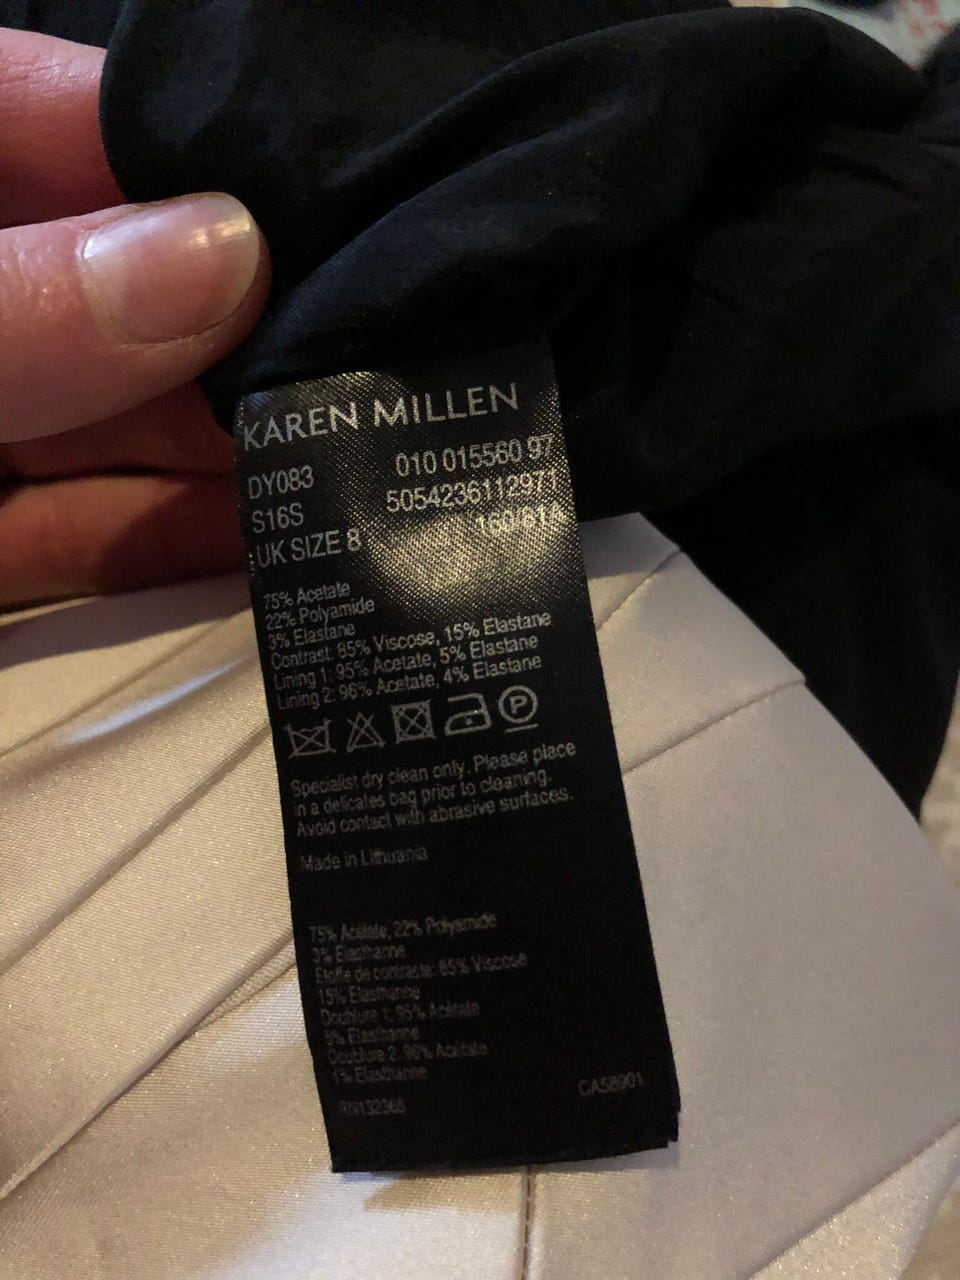 KAREN MILLEN
DY083 010 015560 97
S16S 5054236112971
UK SIZE 8 160/81A
75% Acetate
22% Polyamide
3% Elastane
Contrast: 85% Viscose, 15% Elastane
Lining 1: 95% Acetate, 5% Elastane
Lining 2: 96% Acetate, 4% Elastane
P
Specialist dry clean only. Please place
in a delicates bag prior to cleaning.
Avoid contact with abrasive surfaces.
Made in Lithuania
75% Acétate, 22% Polyamide
3% Elasthanne
Etoffe de contraste: 85% Viscose
15% Elasthanne
Doublure 1: 95% Acétate
5% Elasthanne
Doublure 2: 96% Acétate
4% Elasthanne
RN132366 CA58901